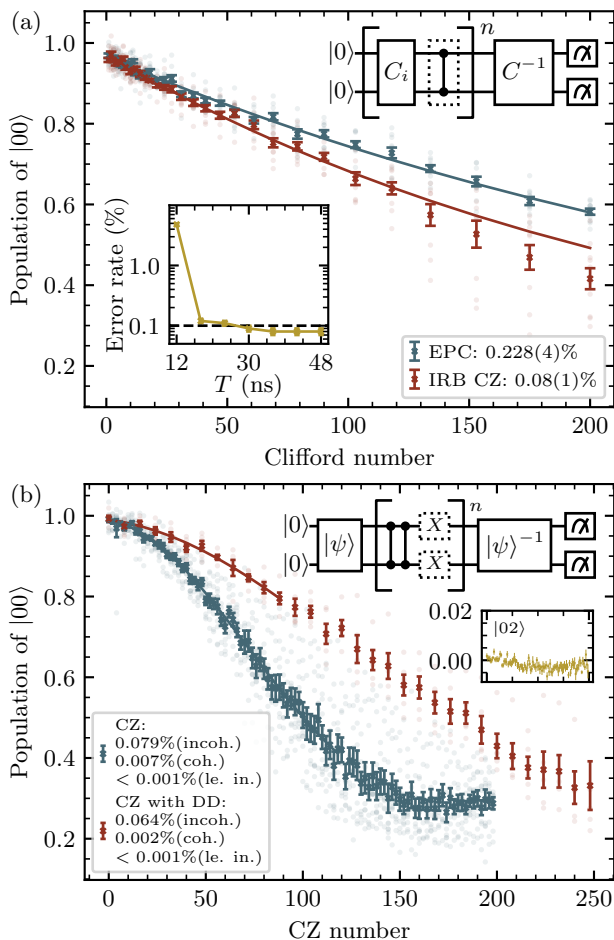 (a)
1.0
0.8
0.6
0.4
0.2
Population of |00⟩
|0⟩
|0⟩
C_i
n
C^{-1}
Error rate (%)
1.0
0.1
12
30
48
T (ns)
EPC: 0.228(4)%
IRB CZ: 0.08(1)%
0
50
100
150
200
Clifford number
(b)
1.0
0.8
0.6
0.4
0.2
Population of |00⟩
|0⟩
|0⟩
|ψ⟩
X
X
n
|ψ⟩^{-1}
0.02
0.00
|02⟩
CZ:
0.079%(incoh.)
0.007%(coh.)
< 0.001%(le. in.)
CZ with DD:
0.064%(incoh.)
0.002%(coh.)
< 0.001%(le. in.)
0
50
100
150
200
250
CZ number